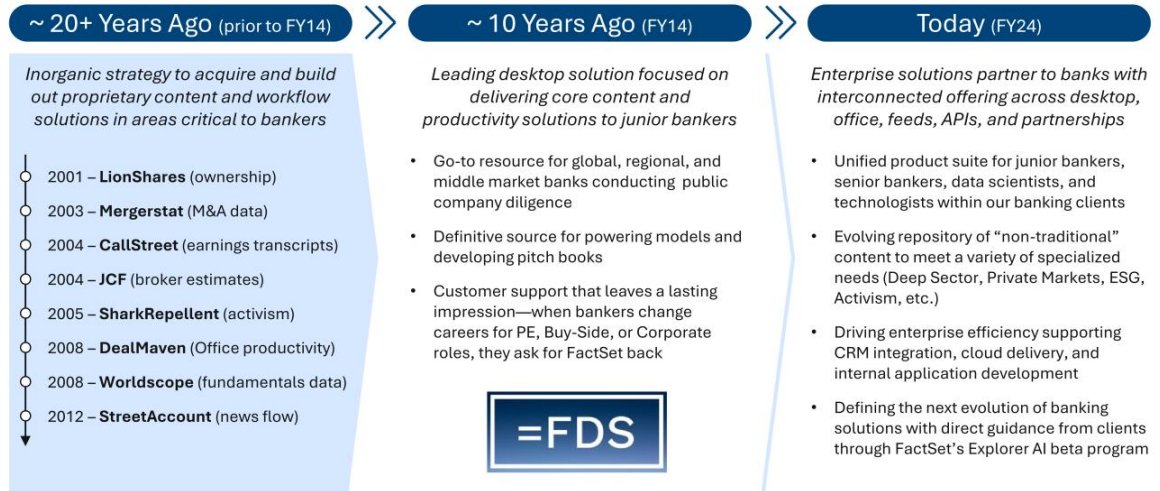 ~ 20+ Years Ago (prior to FY14)
Inorganic strategy to acquire and build
out proprietary content and workflow
solutions in areas critical to bankers
2001 – LionShares (ownership)
2003 – Mergerstat (M&A data)
2004 – CallStreet (earnings transcripts)
2004 – JCF (broker estimates)
2005 – SharkRepellent (activism)
2008 – DealMaven (Office productivity)
2008 – Worldscope (fundamentals data)
2012 – StreetAccount (news flow)
~ 10 Years Ago (FY14)
Leading desktop solution focused on
delivering core content and
productivity solutions to junior bankers
• Go-to resource for global, regional, and
middle market banks conducting public
company diligence
• Definitive source for powering models and
developing pitch books
• Customer support that leaves a lasting
impression—when bankers change
careers for PE, Buy-Side, or Corporate
roles, they ask for FactSet back
=FDS
Today (FY24)
Enterprise solutions partner to banks with
interconnected offering across desktop,
office, feeds, APIs, and partnerships
• Unified product suite for junior bankers,
senior bankers, data scientists, and
technologists within our banking clients
• Evolving repository of “non-traditional”
content to meet a variety of specialized
needs (Deep Sector, Private Markets, ESG,
Activism, etc.)
• Driving enterprise efficiency supporting
CRM integration, cloud delivery, and
internal application development
• Defining the next evolution of banking
solutions with direct guidance from clients
through FactSet’s Explorer AI beta program